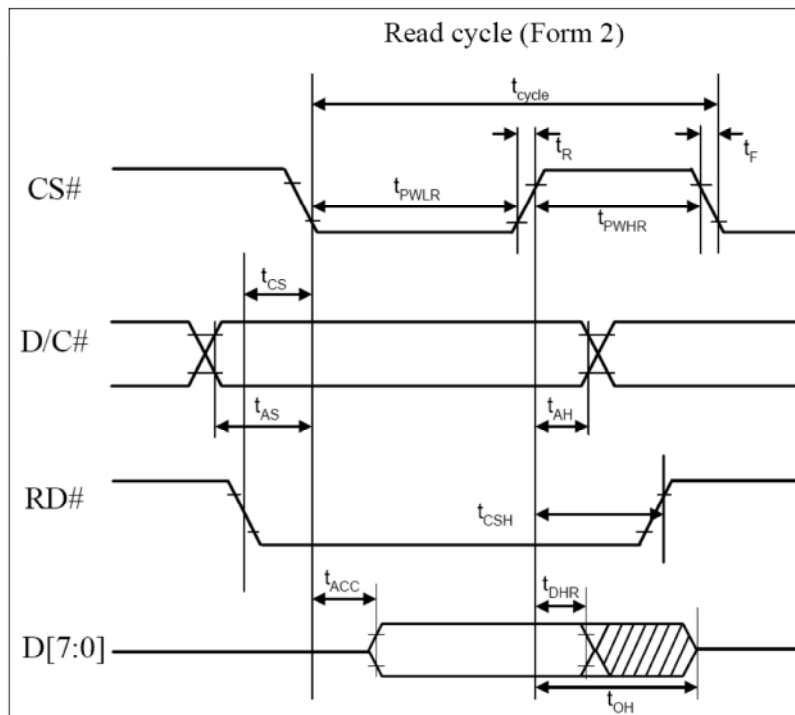 Read cycle (Form 2)
tcycle
tR
tF
CS#
tPWLR
tPWHR
tCS
D/C#
tAS
tAH
RD#
tCSH
tACC
tDHR
D[7:0]
tOH